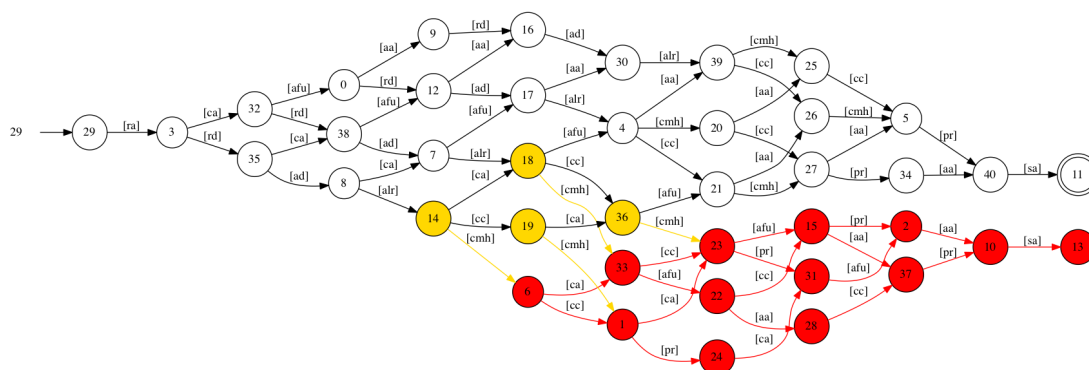 [rd]
9
16
[aa]
[aa]
[ad]
[cmh]
0
[afu]
[rd]
30
[alr]
39
[cc]
25
12
[ad]
[aa]
[cc]
32
[ca]
[rd]
[afu]
17
[aa]
[aa]
[cmh]
5
29
29
[ra]
3
38
[afu]
[alr]
4
[cmh]
20
26
[rd]
[ca]
[ad]
7
[alr]
18
[afu]
[cc]
[cc]
[aa]
[pr]
35
[ad]
8
[ca]
[ca]
[cc]
[aa]
27
[pr]
34
[aa]
40
[sa]
11
[alr]
[cmh]
[afu]
21
[cmh]
14
[cc]
19
[ca]
36
[cmh]
[cmh]
[cmh]
23
[afu]
15
[pr]
2
[aa]
33
[cc]
[pr]
[aa]
10
[sa]
13
6
[ca]
[afu]
[cc]
31
[afu]
37
[pr]
[cc]
22
[cc]
1
[ca]
[aa]
28
[pr]
24
[ca]